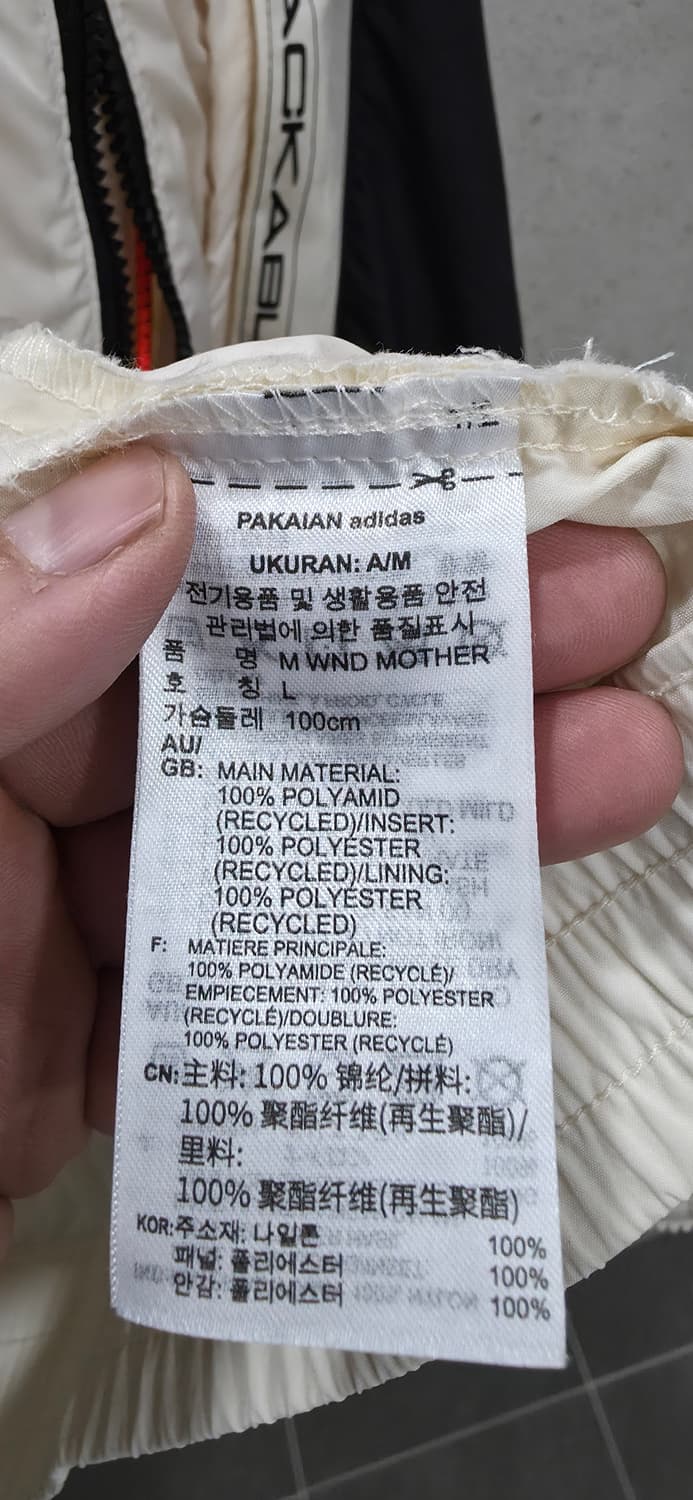 ACKABL
PAKAIAN adidas
UKURAN: A/M
전기용품 및 생활용품 안전
관리법에 의한 품질표시
품 명 M WND MOTHER
호 칭 L
가슴둘레 100cm
AU/
GB: MAIN MATERIAL:
100% POLYAMID
(RECYCLED)/INSERT:
100% POLYESTER
(RECYCLED)/LINING:
100% POLYESTER
(RECYCLED)
F: MATIERE PRINCIPALE:
100% POLYAMIDE (RECYCLÉ)/
EMPIECEMENT: 100% POLYESTER
(RECYCLÉ)/DOUBLURE:
100% POLYESTER (RECYCLÉ)
CN:主料: 100% 锦纶/拼料:
100% 聚酯纤维(再生聚酯)/
里料:
100% 聚酯纤维(再生聚酯)
KOR:주소재: 나일론 100%
패널: 폴리에스터 100%
안감: 폴리에스터 100%